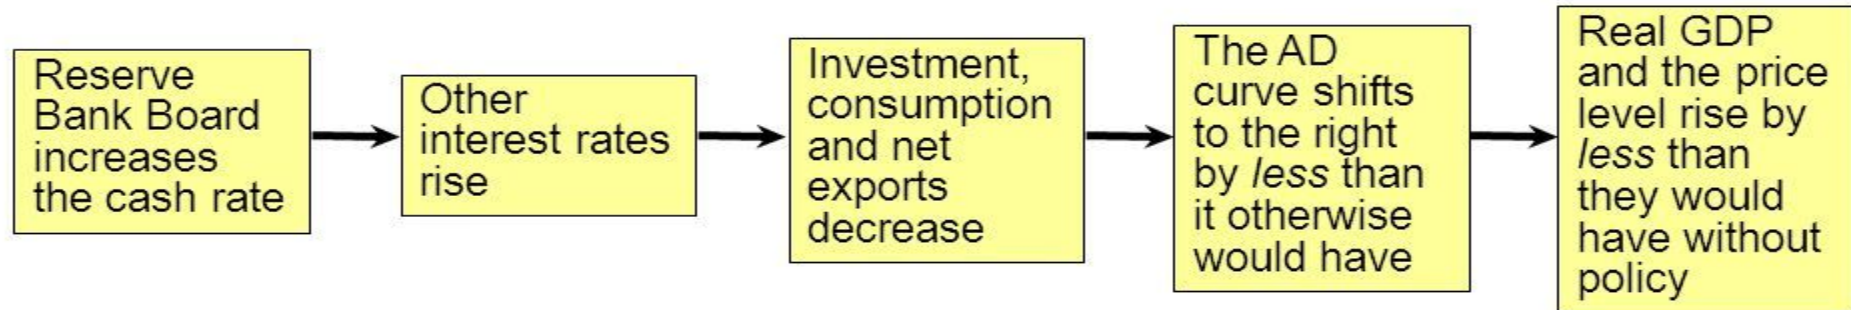 Reserve
Bank Board
increases
the cash rate
Other
interest rates
rise
Investment,
consumption
and net
exports
decrease
The AD
curve shifts
to the right
by less than
it otherwise
would have
Real GDP
and the price
level rise by
less than
they would
have without
policy